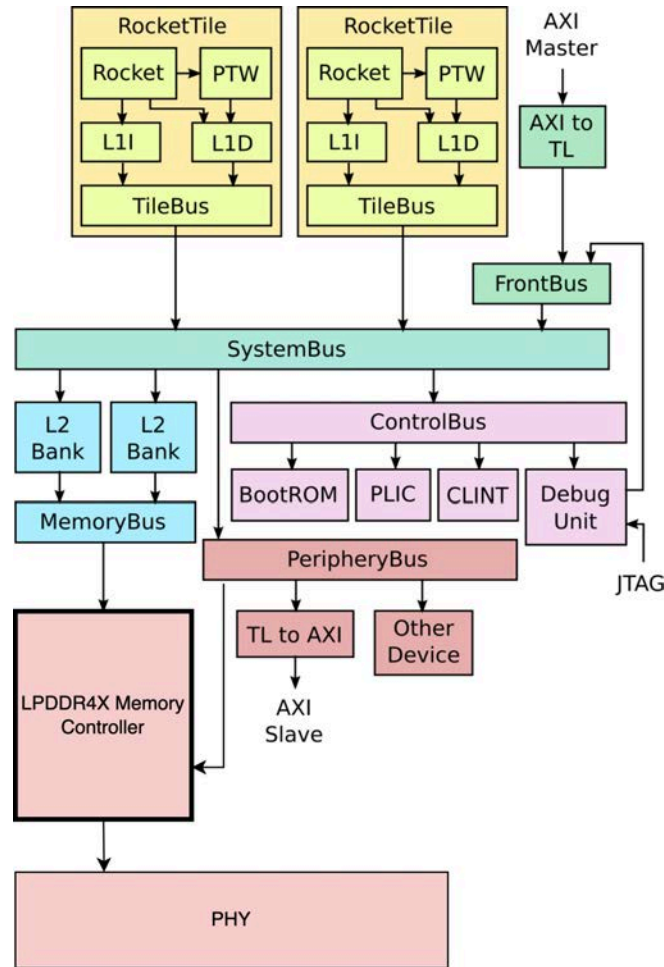 RocketTile
RocketTile
AXI
Master
Rocket
PTW
Rocket
PTW
AXI to
TL
L1I
L1D
L1I
L1D
TileBus
TileBus
FrontBus
SystemBus
L2
Bank
L2
Bank
ControlBus
BootROM
PLIC
CLINT
Debug
Unit
MemoryBus
PeripheryBus
JTAG
TL to AXI
Other
Device
LPDDR4X Memory
Controller
AXI
Slave
PHY